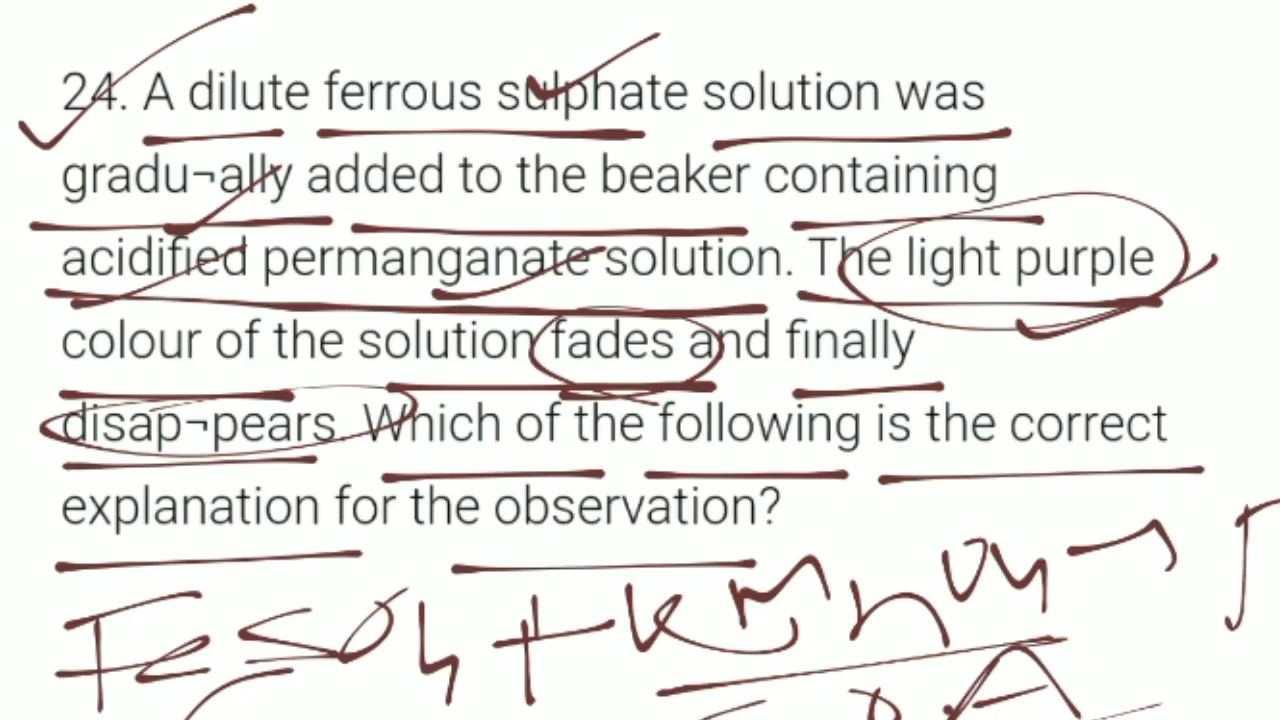 24. A dilute ferrous sulphate solution was
gradu¬ally added to the beaker containing
acidified permanganate solution. The light purple
colour of the solution fades and finally
disap¬pears. Which of the following is the correct
explanation for the observation?
FeSO4 + KMnO4 →